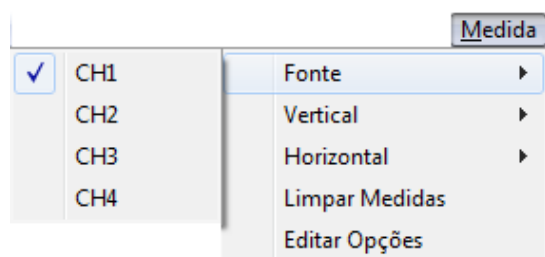 Medida
CH1
CH2
CH3
CH4
Fonte
Vertical
Horizontal
Limpar Medidas
Editar Opções